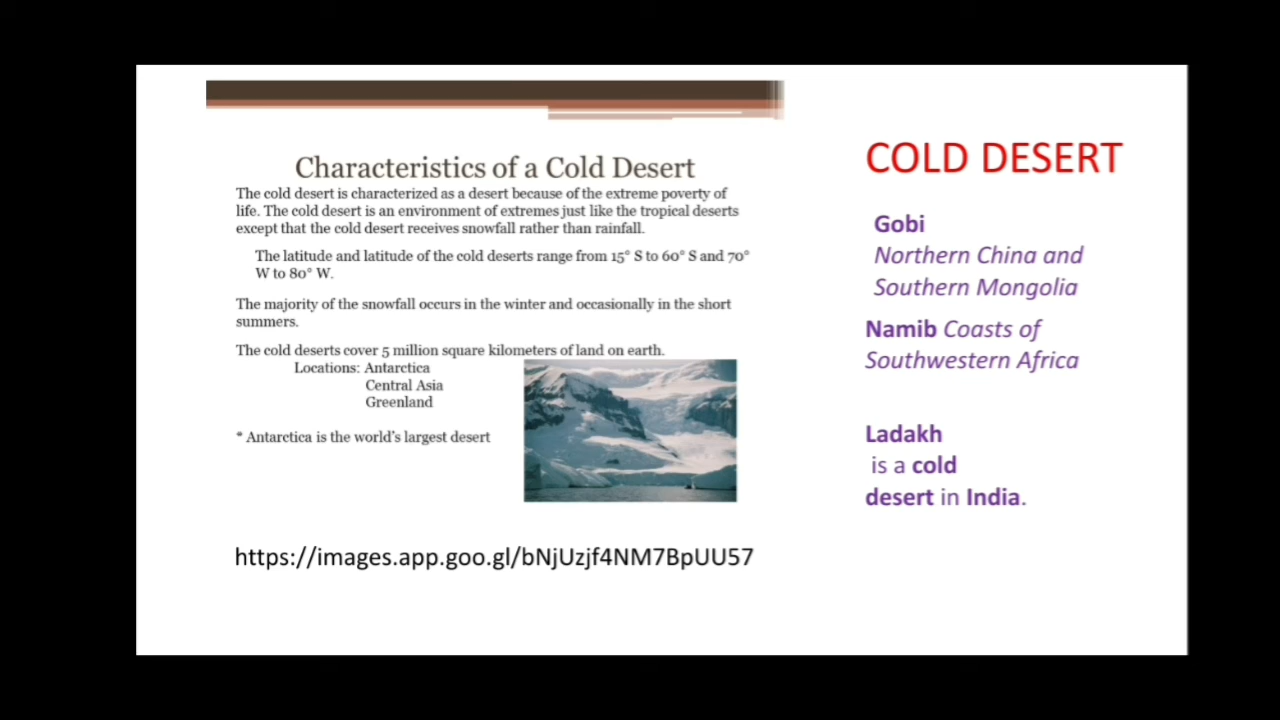 Characteristics of a Cold Desert
The cold desert is characterized as a desert because of the extreme poverty of
life. The cold desert is an environment of extremes just like the tropical deserts
except that the cold desert receives snowfall rather than rainfall.
The latitude and latitude of the cold deserts range from 15° S to 60° S and 70°
W to 80° W.
The majority of the snowfall occurs in the winter and occasionally in the short
summers.
The cold deserts cover 5 million square kilometers of land on earth.
Locations: Antarctica
Central Asia
Greenland
* Antarctica is the world's largest desert
https://images.app.goo.gl/bNjUzjf4NM7BpUU57
COLD DESERT
Gobi
Northern China and
Southern Mongolia
Namib Coasts of
Southwestern Africa
Ladakh
is a cold
desert in India.